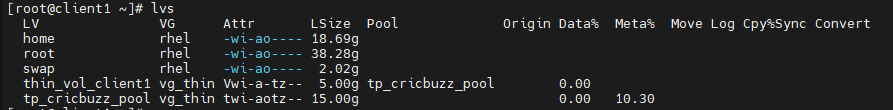 [root@client1 ~]# lvs
  LV               VG      Attr       LSize  Pool             Origin Data%  Meta%  Move Log Cpy%Sync Convert
  home             rhel    -wi-ao---- 18.69g
  root             rhel    -wi-ao---- 38.28g
  swap             rhel    -wi-ao----  2.02g
  thin_vol_client1 vg_thin Vwi-a-tz--  5.00g tp_cricbuzz_pool        0.00
  tp_cricbuzz_pool vg_thin twi-aotz-- 15.00g                         0.00   10.30